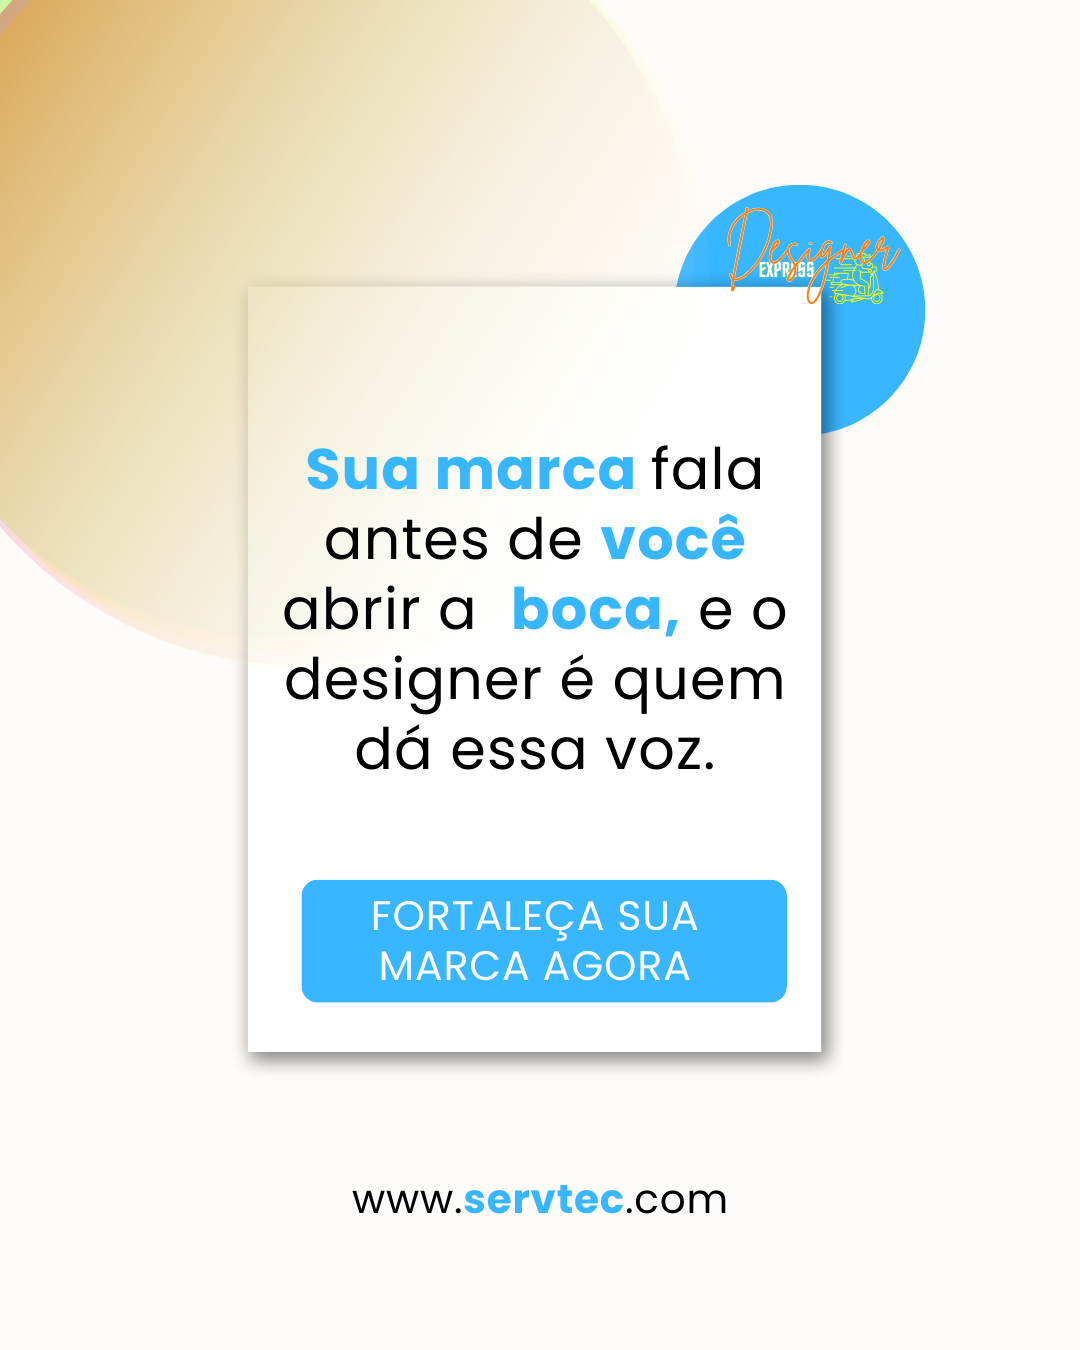 Designer
EXPRESS
Sua marca fala
antes de você
abrir a  boca, e o
designer é quem
dá essa voz.
FORTALEÇA SUA
MARCA AGORA
www.servtec.com